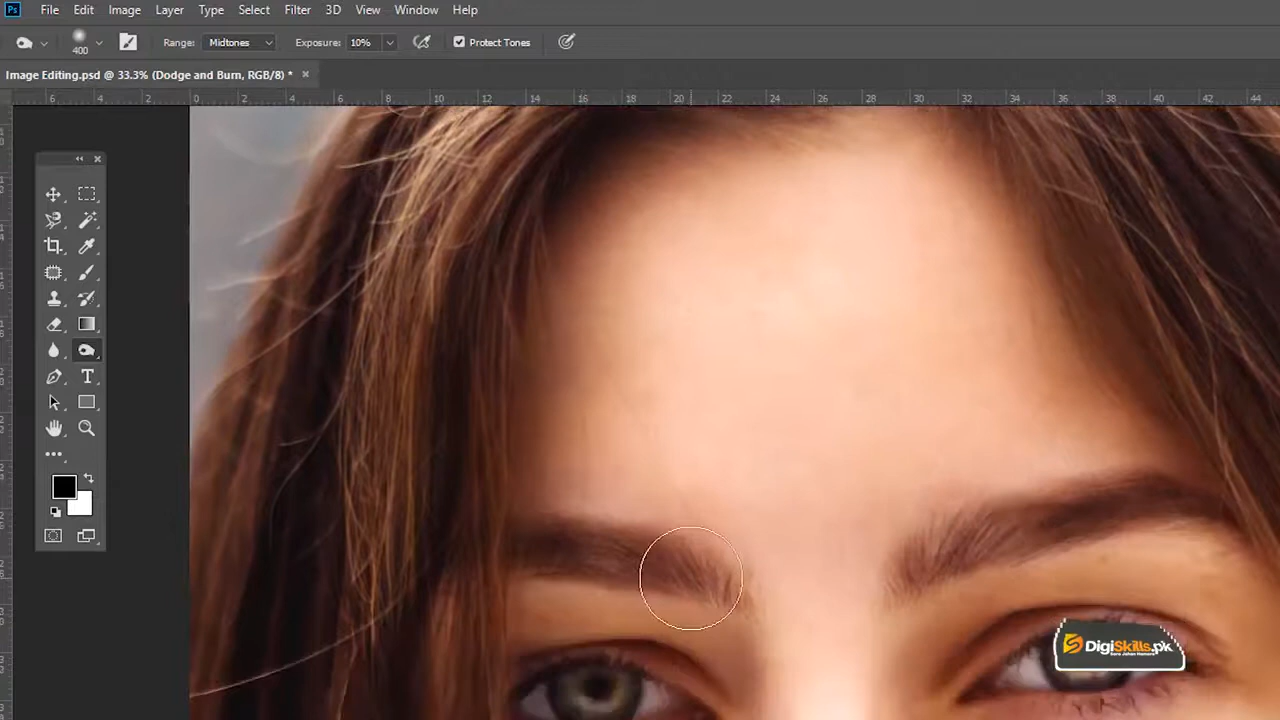 Ps File Edit Image Layer Type Select Filter 3D View Window Help
400 Range: Midtones Exposure: 10% Protect Tones
Image Editing.psd @ 33.3% (Dodge and Burn, RGB/8) * ×
6 4 2 0 2 4 6 8 10 12 14 16 18 20 22 24 26 28 30 32 34 36 38 40 42 44
T
DigiSkills.pk